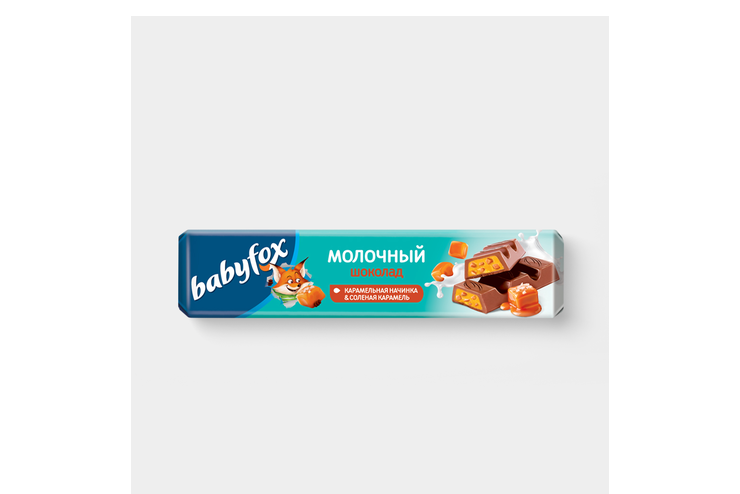 babyfox
МОЛОЧНЫЙ
шоколад
КАРАМЕЛЬНАЯ НАЧИНКА
& СОЛЕНАЯ КАРАМЕЛЬ